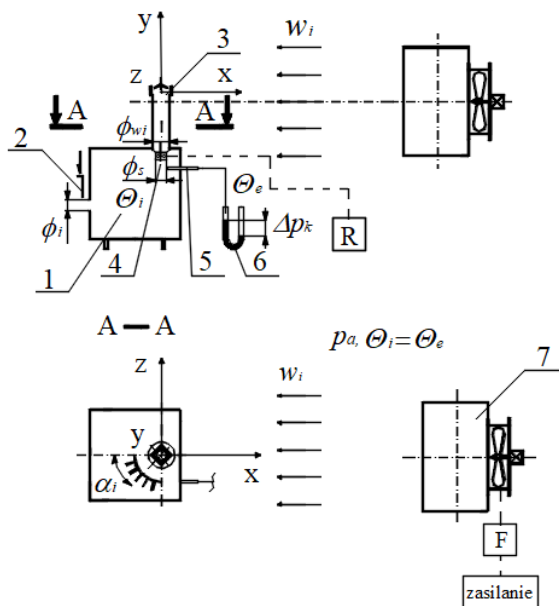 y
3
w_i
z
x
A
A
2
ϕ_wi
ϕ_s
Θ_i
Θ_e
ϕ_i
Δp_k
R
1
4
5
6
A — A
p_a, Θ_i = Θ_e
z
7
w_i
y
x
α_i
F
zasilanie